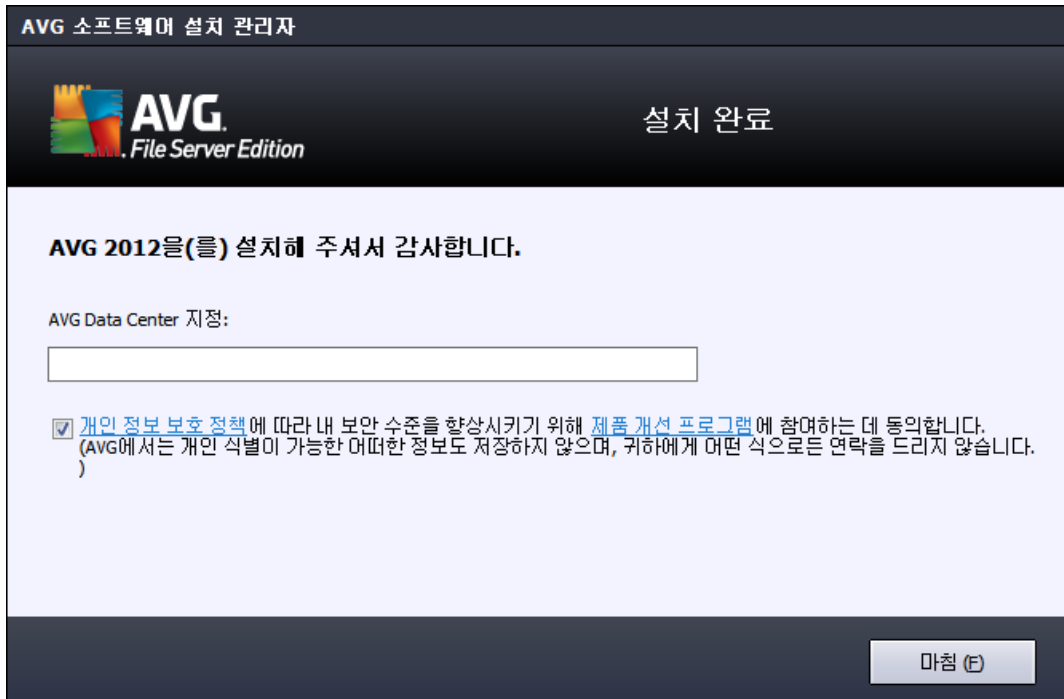 AVG 소프트웨어 설치 관리자
AVG.
File Server Edition
설치 완료
AVG 2012을(를) 설치해 주셔서 감사합니다.
AVG Data Center 지정:
개인 정보 보호 정책에 따라 내 보안 수준을 향상시키기 위해 제품 개선 프로그램에 참여하는 데 동의합니다.
(AVG에서는 개인 식별이 가능한 어떠한 정보도 저장하지 않으며, 귀하에게 어떤 식으로든 연락을 드리지 않습니다.
)
마침 (F)